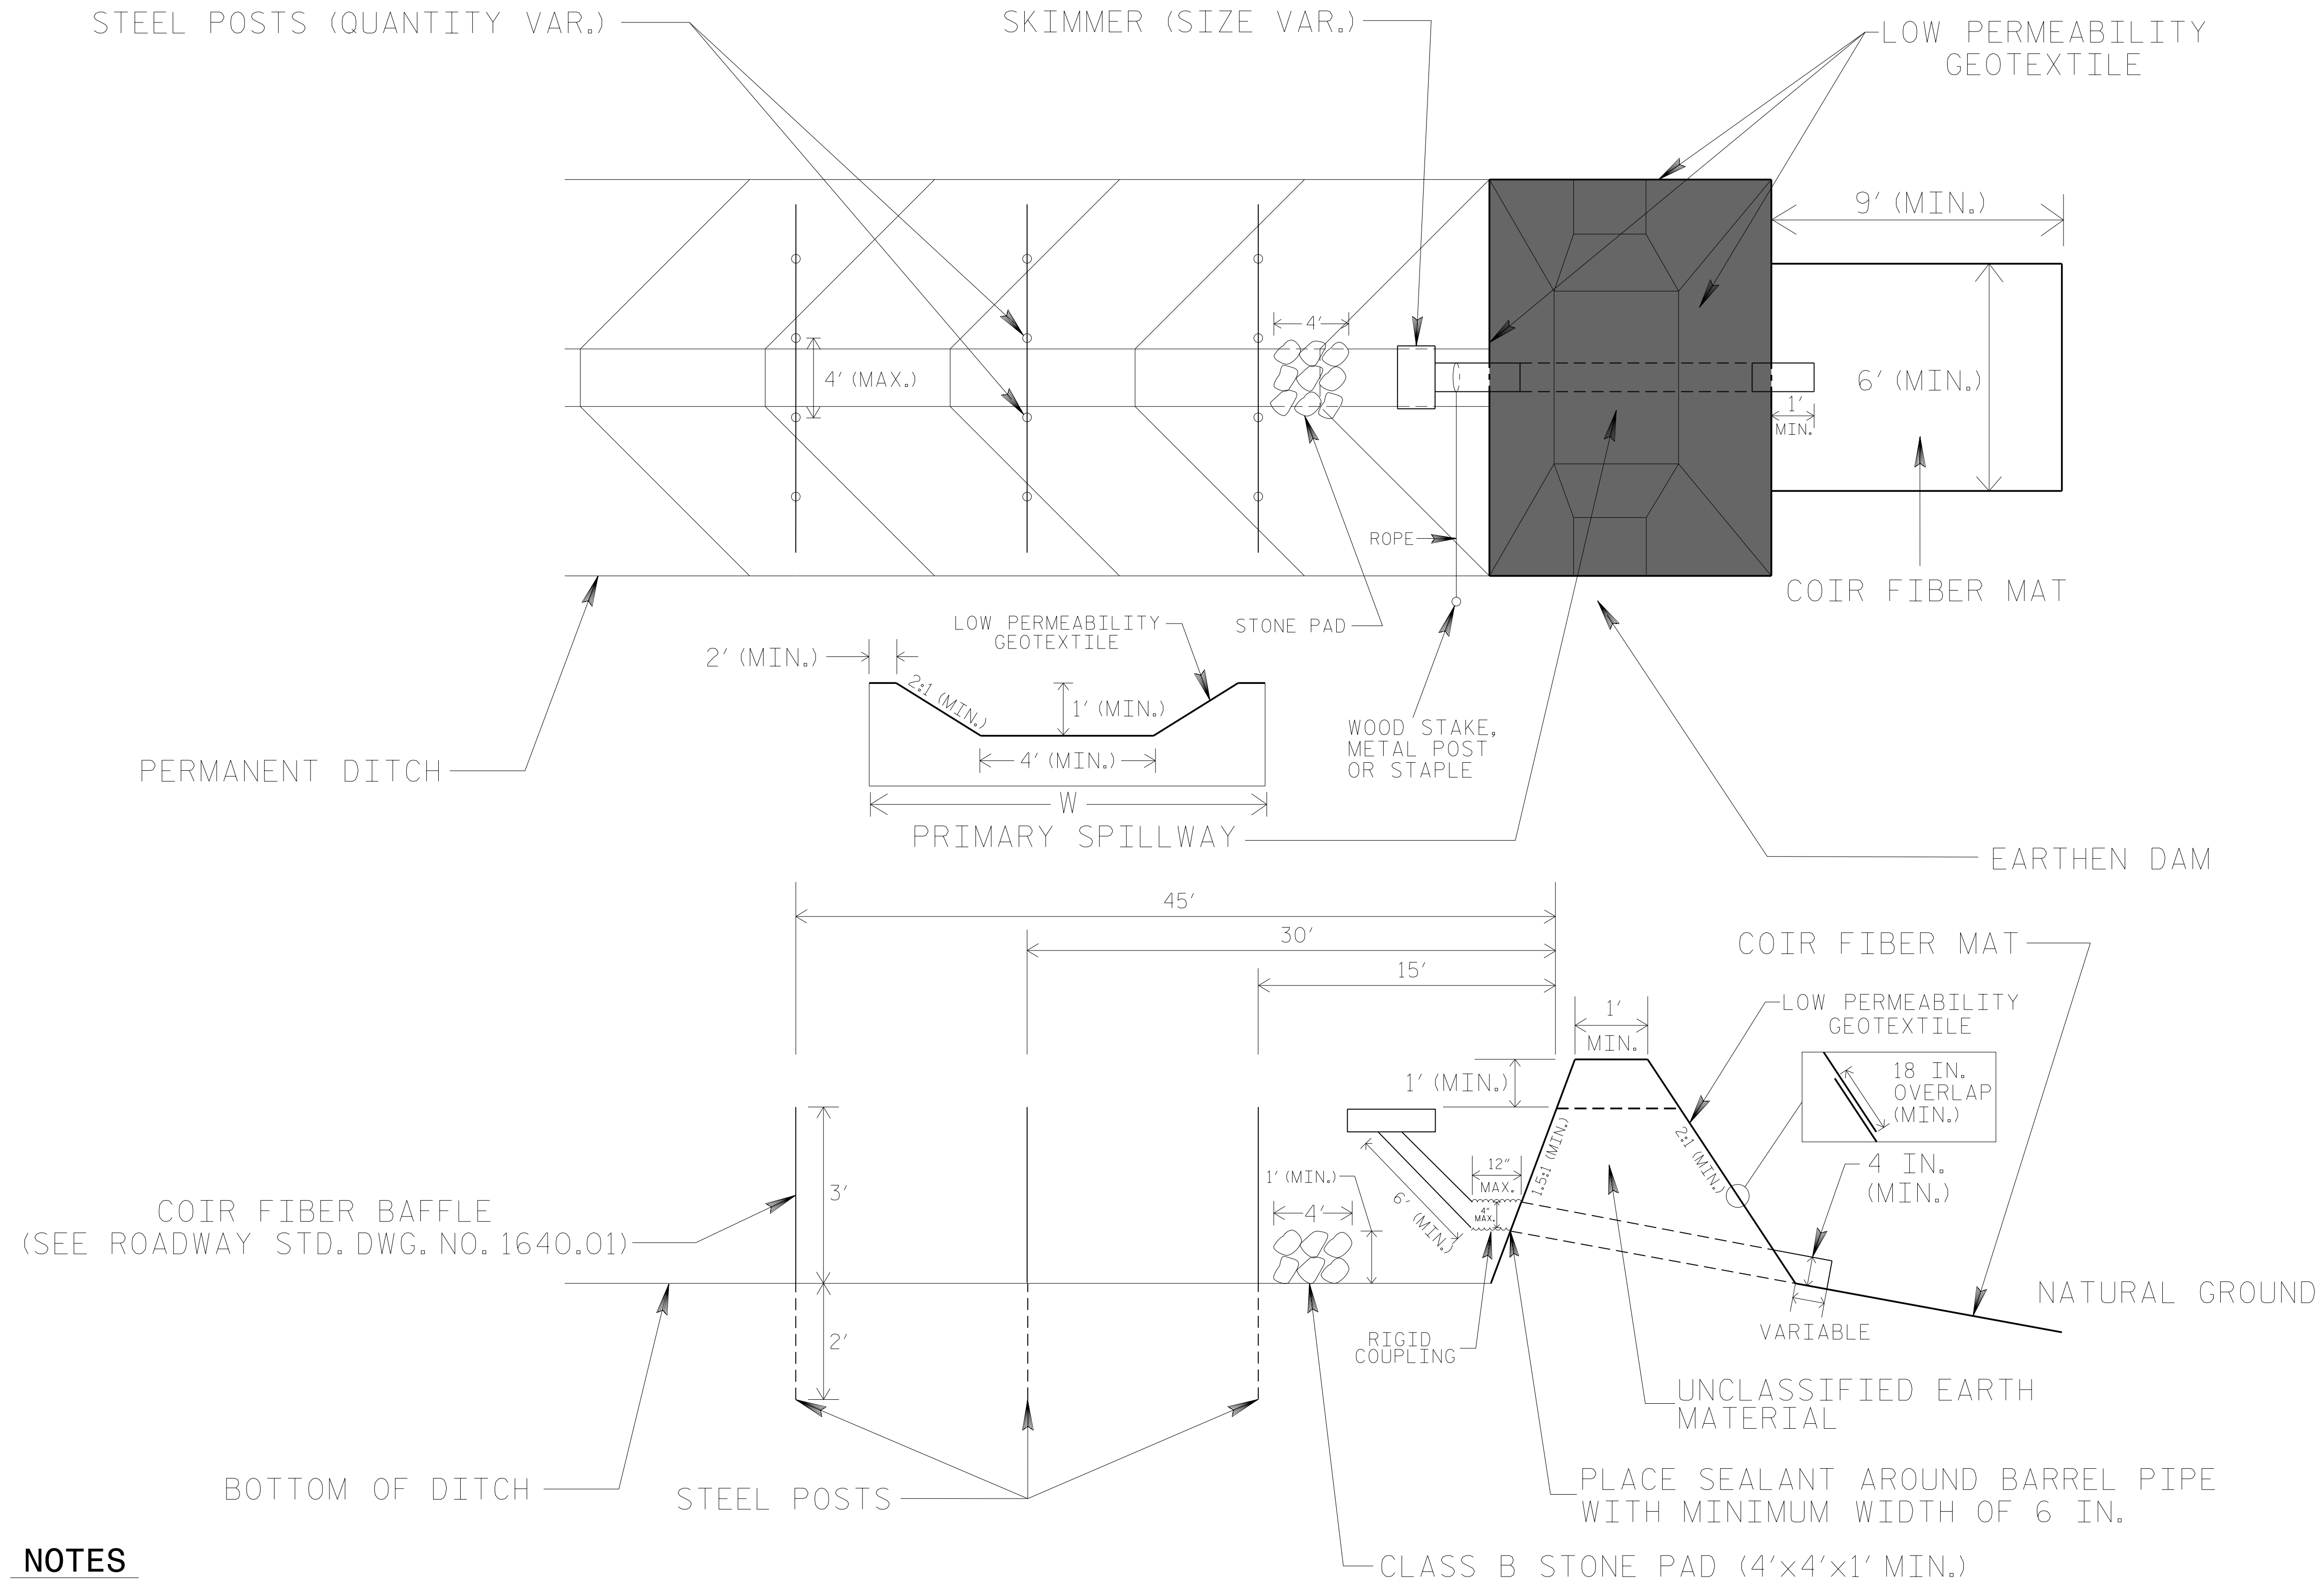 STEEL POSTS (QUANTITY VAR.)
SKIMMER (SIZE VAR.)
LOW PERMEABILITY
GEOTEXTILE
9' (MIN.)
4'
4' (MAX.)
6' (MIN.)
1'
MIN.
ROPE
COIR FIBER MAT
STONE PAD
LOW PERMEABILITY
GEOTEXTILE
2' (MIN.)
2:1 (MIN.)
1' (MIN.)
4' (MIN.)
WOOD STAKE,
METAL POST
OR STAPLE
PERMANENT DITCH
W
PRIMARY SPILLWAY
EARTHEN DAM
45'
30'
15'
COIR FIBER MAT
LOW PERMEABILITY
GEOTEXTILE
1'
MIN.
1' (MIN.)
18 IN.
OVERLAP
(MIN.)
1.5:1 (MIN.)
2:1 (MIN.)
12"
MAX.
4"
MAX.
6' (MIN.)
1' (MIN.)
4'
4 IN.
(MIN.)
3'
COIR FIBER BAFFLE
(SEE ROADWAY STD. DWG. NO. 1640.01)
2'
NATURAL GROUND
VARIABLE
RIGID
COUPLING
UNCLASSIFIED EARTH
MATERIAL
BOTTOM OF DITCH
STEEL POSTS
PLACE SEALANT AROUND BARREL PIPE
WITH MINIMUM WIDTH OF 6 IN.
CLASS B STONE PAD (4'x4'x1' MIN.)
NOTES